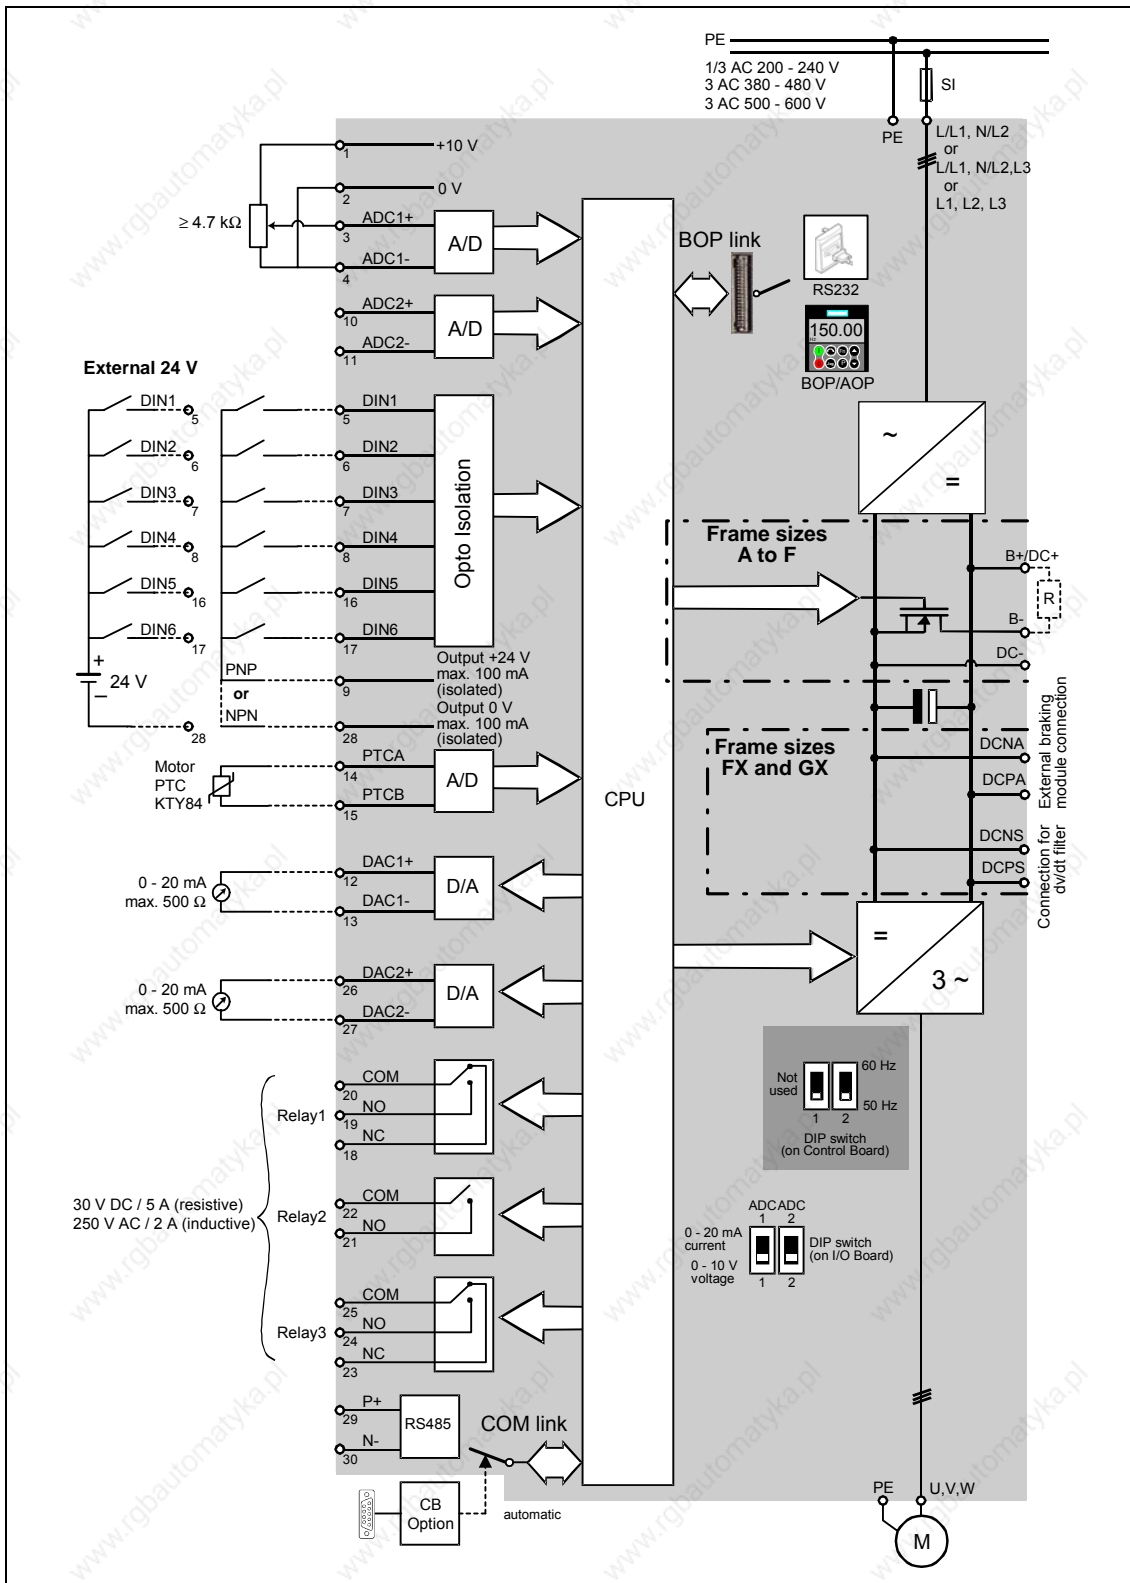 PE
1/3 AC 200 - 240 V
3 AC 380 - 480 V
3 AC 500 - 600 V
SI
PE
L/L1, N/L2
or
L/L1, N/L2,L3
or
L1, L2, L3
1
+10 V
2
0 V
≥ 4.7 kΩ
ADC1+
3
ADC1-
4
A/D
ADC2+
10
ADC2-
11
A/D
BOP link
RS232
150.00
Hz
BOP/AOP
External 24 V
DIN1
5
DIN2
6
DIN3
7
DIN4
8
DIN5
16
DIN6
17
+
24 V
–
28
PNP
or
NPN
DIN1
5
DIN2
6
DIN3
7
DIN4
8
DIN5
16
DIN6
17
Opto Isolation
Output +24 V
max. 100 mA
(isolated)
9
Output 0 V
max. 100 mA
(isolated)
28
Motor
PTC
KTY84
PTCA
14
PTCB
15
A/D
CPU
~
=
Frame sizes
A to F
B+/DC+
R
B-
DC-
Frame sizes
FX and GX
DCNA
DCPA
DCNS
DCPS
External braking
module connection
Connection for
dv/dt filter
0 - 20 mA
max. 500 Ω
DAC1+
12
DAC1-
13
D/A
0 - 20 mA
max. 500 Ω
DAC2+
26
DAC2-
27
D/A
=
3 ~
Not
used
60 Hz
50 Hz
1 2
DIP switch
(on Control Board)
30 V DC / 5 A (resistive)
250 V AC / 2 A (inductive)
Relay1
COM
20
NO
19
NC
18
Relay2
COM
22
NO
21
Relay3
COM
25
NO
24
NC
23
ADC ADC
1 2
0 - 20 mA
current
0 - 10 V
voltage
1 2
DIP switch
(on I/O Board)
P+
29
N-
30
RS485
COM link
CB
Option
automatic
PE
U,V,W
M
www.rgbautomatyka.pl